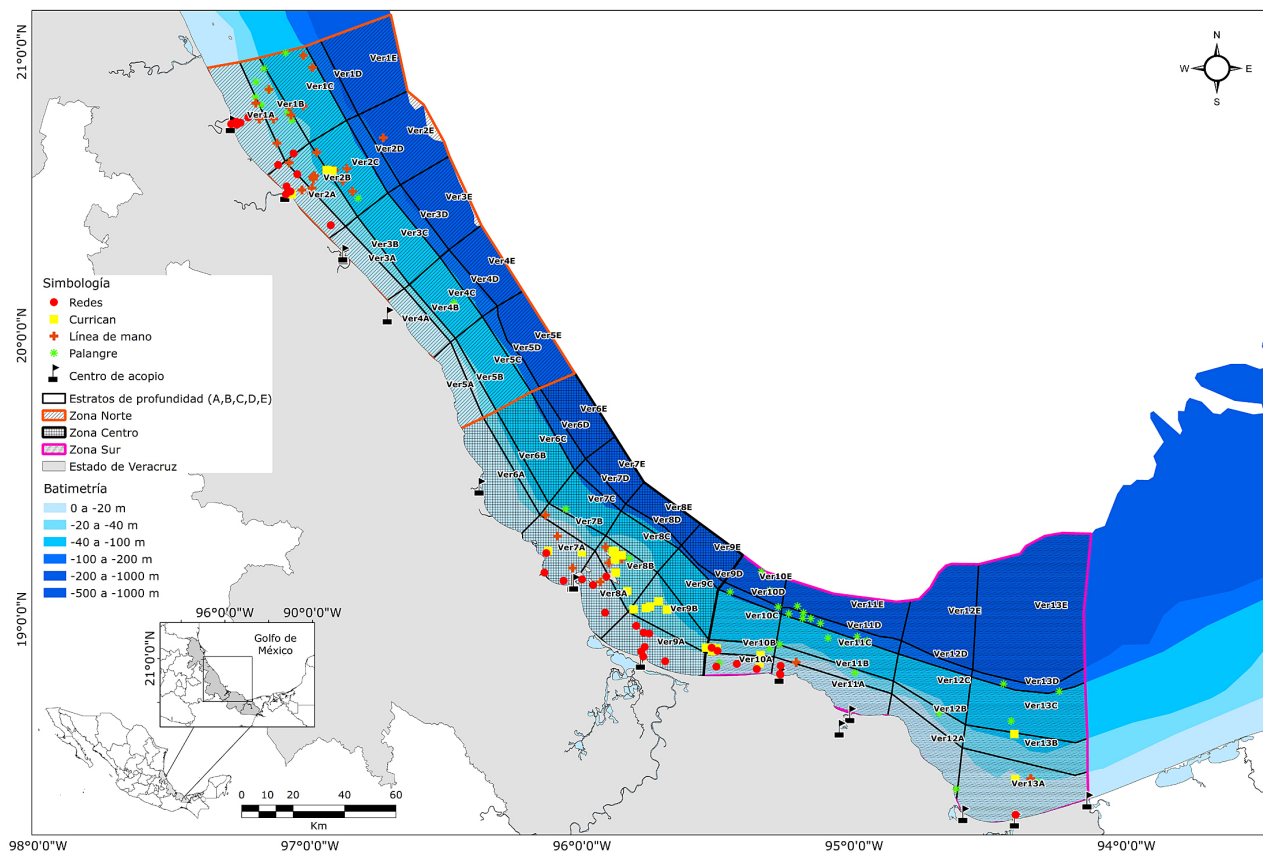 21°0'0"N
20°0'0"N
19°0'0"N
98°0'0"W
97°0'0"W
96°0'0"W
95°0'0"W
94°0'0"W
N
W
E
S
Ver1A
Ver1B
Ver1C
Ver1D
Ver1E
Ver2A
Ver2B
Ver2C
Ver2D
Ver2E
Ver3A
Ver3B
Ver3C
Ver3D
Ver3E
Ver4A
Ver4B
Ver4C
Ver4D
Ver4E
Ver5A
Ver5B
Ver5C
Ver5D
Ver5E
Ver6A
Ver6B
Ver6C
Ver6D
Ver6E
Ver7A
Ver7B
Ver7C
Ver7D
Ver7E
Ver8A
Ver8B
Ver8C
Ver8D
Ver8E
Ver9A
Ver9B
Ver9C
Ver9D
Ver9E
Ver10A
Ver10B
Ver10C
Ver10D
Ver10E
Ver11A
Ver11B
Ver11C
Ver11D
Ver11E
Ver12A
Ver12B
Ver12C
Ver12D
Ver12E
Ver13A
Ver13B
Ver13C
Ver13D
Ver13E
Simbología
Redes
Currican
Línea de mano
Palangre
Centro de acopio
Estratos de profundidad (A,B,C,D,E)
Zona Norte
Zona Centro
Zona Sur
Estado de Veracruz
Batimetría
0 a -20 m
-20 a -40 m
-40 a -100 m
-100 a -200 m
-200 a -1000 m
-500 a -1000 m
96°0'0"W
90°0'0"W
21°0'0"N
Golfo de
México
0 10 20 40 60
Km